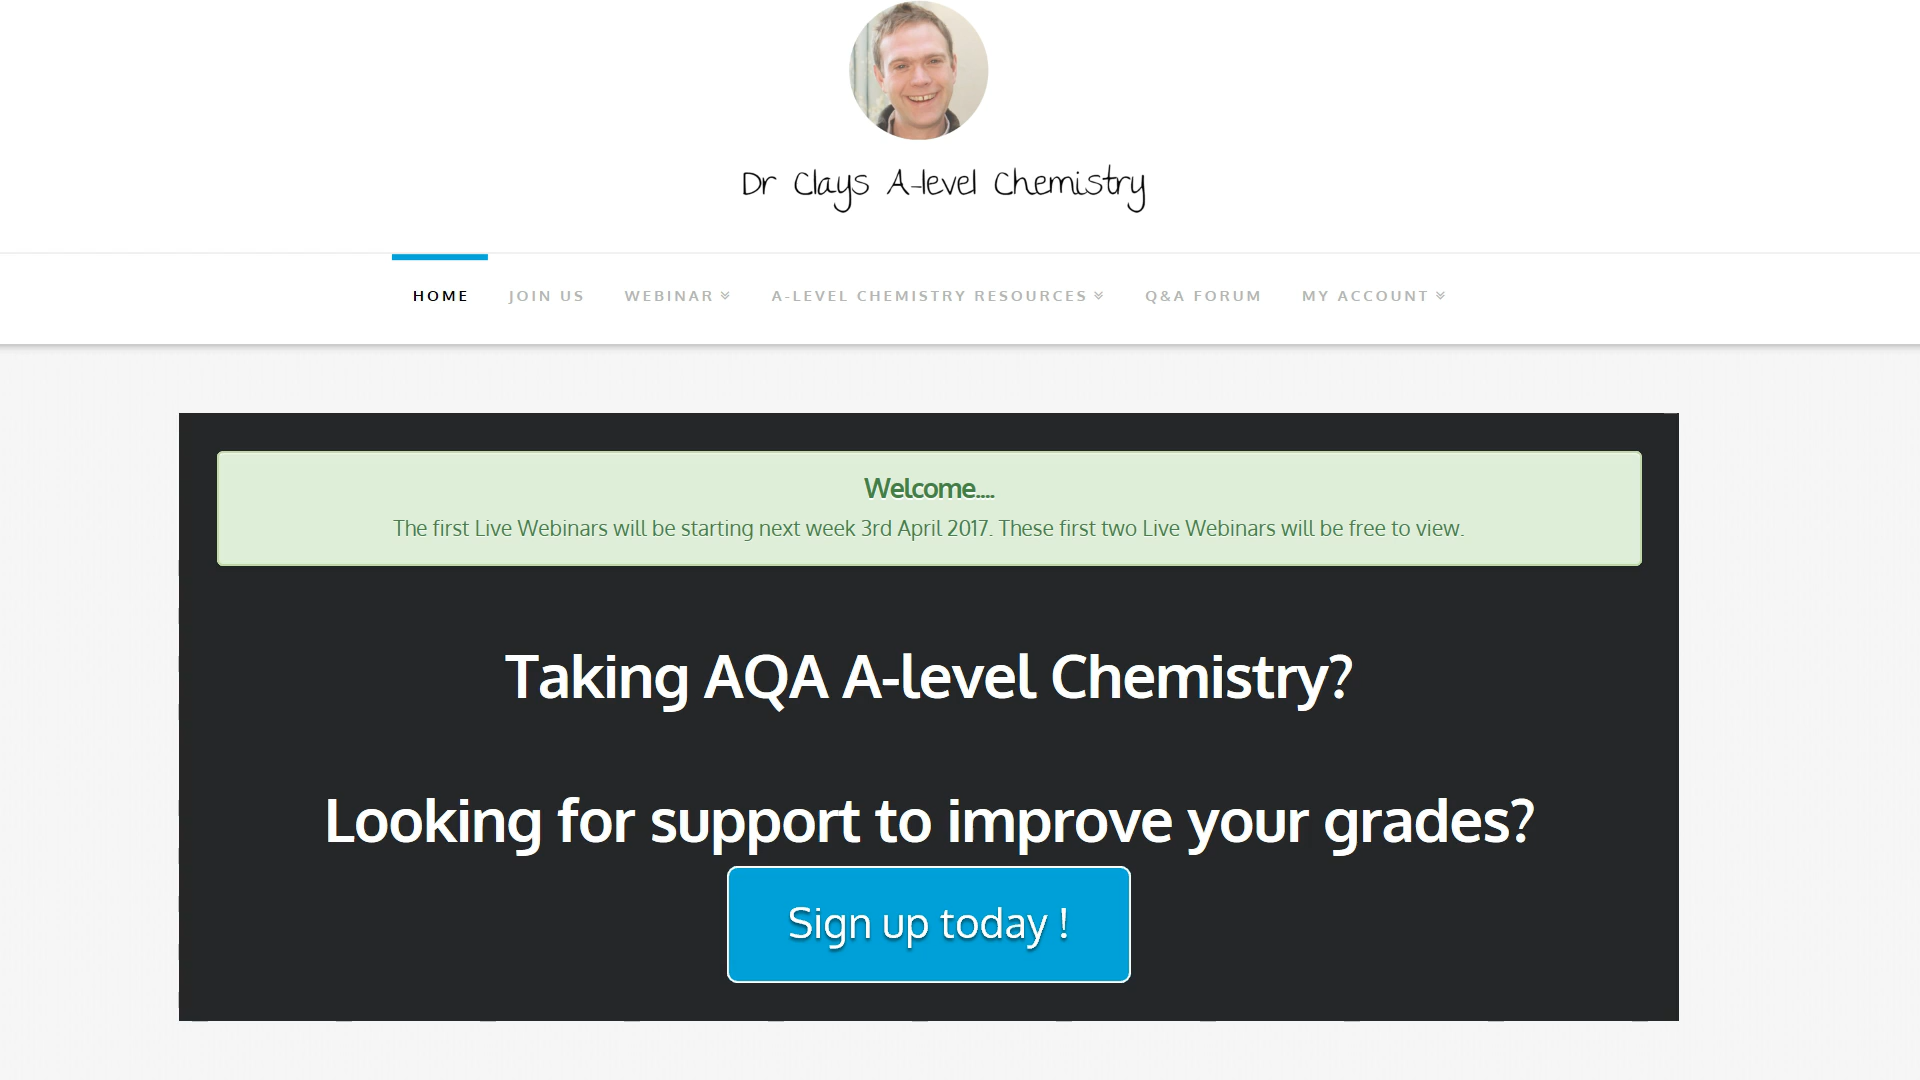 Dr Clays A-level Chemistry
HOME JOIN US WEBINAR A-LEVEL CHEMISTRY RESOURCES Q&A FORUM MY ACCOUNT
Welcome....
The first Live Webinars will be starting next week 3rd April 2017. These first two Live Webinars will be free to view.
Taking AQA A-level Chemistry?
Looking for support to improve your grades?
Sign up today !